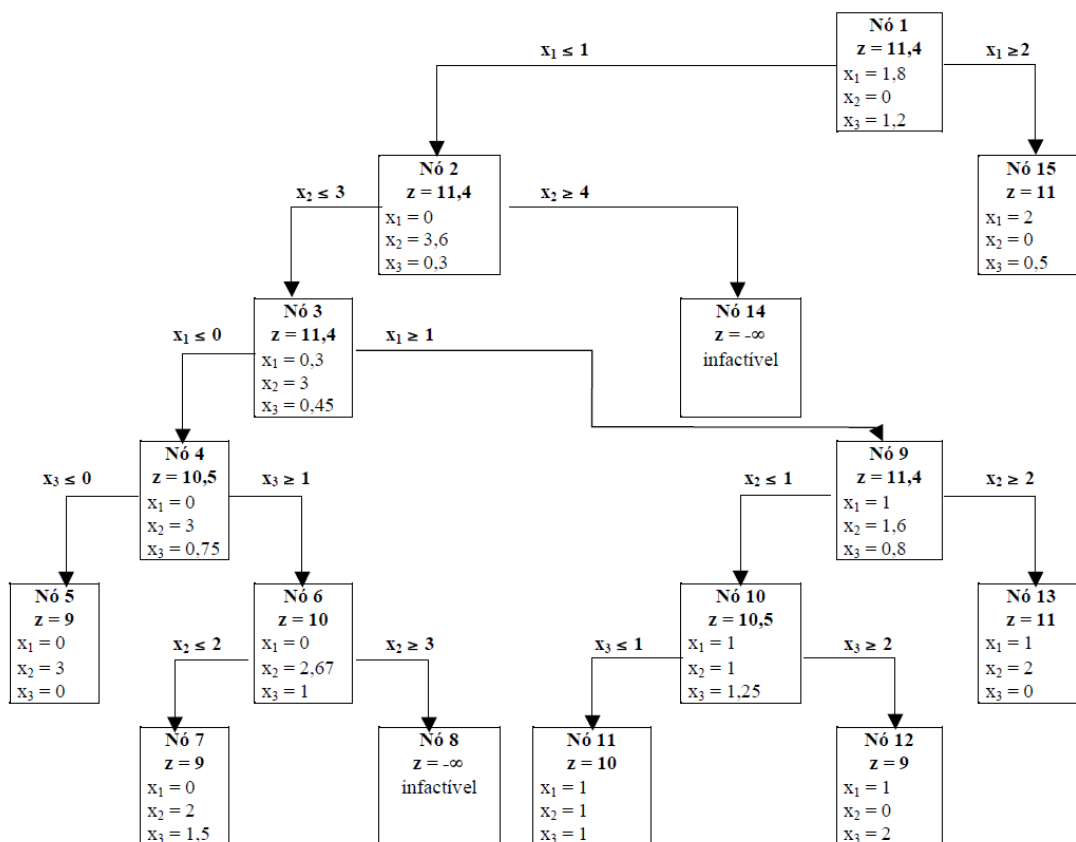 Nó 1
z = 11,4
x₁ ≤ 1
x₁ ≥2
x₁ = 1,8
x₂ = 0
x₃ = 1,2
Nó 2
z = 11,4
x₂ ≤ 3
x₂ ≥ 4
x₁ = 0
x₂ = 3,6
x₃ = 0,3
Nó 15
z = 11
x₁ = 2
x₂ = 0
x₃ = 0,5
Nó 3
z = 11,4
x₁ ≤ 0
x₁ ≥ 1
x₁ = 0,3
x₂ = 3
x₃ = 0,45
Nó 14
z = -∞
infactível
Nó 4
z = 10,5
x₃ ≤ 0
x₃ ≥ 1
x₁ = 0
x₂ = 3
x₃ = 0,75
Nó 9
z = 11,4
x₂ ≤ 1
x₂ ≥ 2
x₁ = 1
x₂ = 1,6
x₃ = 0,8
Nó 5
z = 9
x₁ = 0
x₂ = 3
x₃ = 0
Nó 6
z = 10
x₂ ≤ 2
x₂ ≥ 3
x₁ = 0
x₂ = 2,67
x₃ = 1
Nó 10
z = 10,5
x₃ ≤ 1
x₃ ≥ 2
x₁ = 1
x₂ = 1
x₃ = 1,25
Nó 13
z = 11
x₁ = 1
x₂ = 2
x₃ = 0
Nó 7
z = 9
x₁ = 0
x₂ = 2
x₃ = 1,5
Nó 8
z = -∞
infactível
Nó 11
z = 10
x₁ = 1
x₂ = 1
x₃ = 1
Nó 12
z = 9
x₁ = 1
x₂ = 0
x₃ = 2